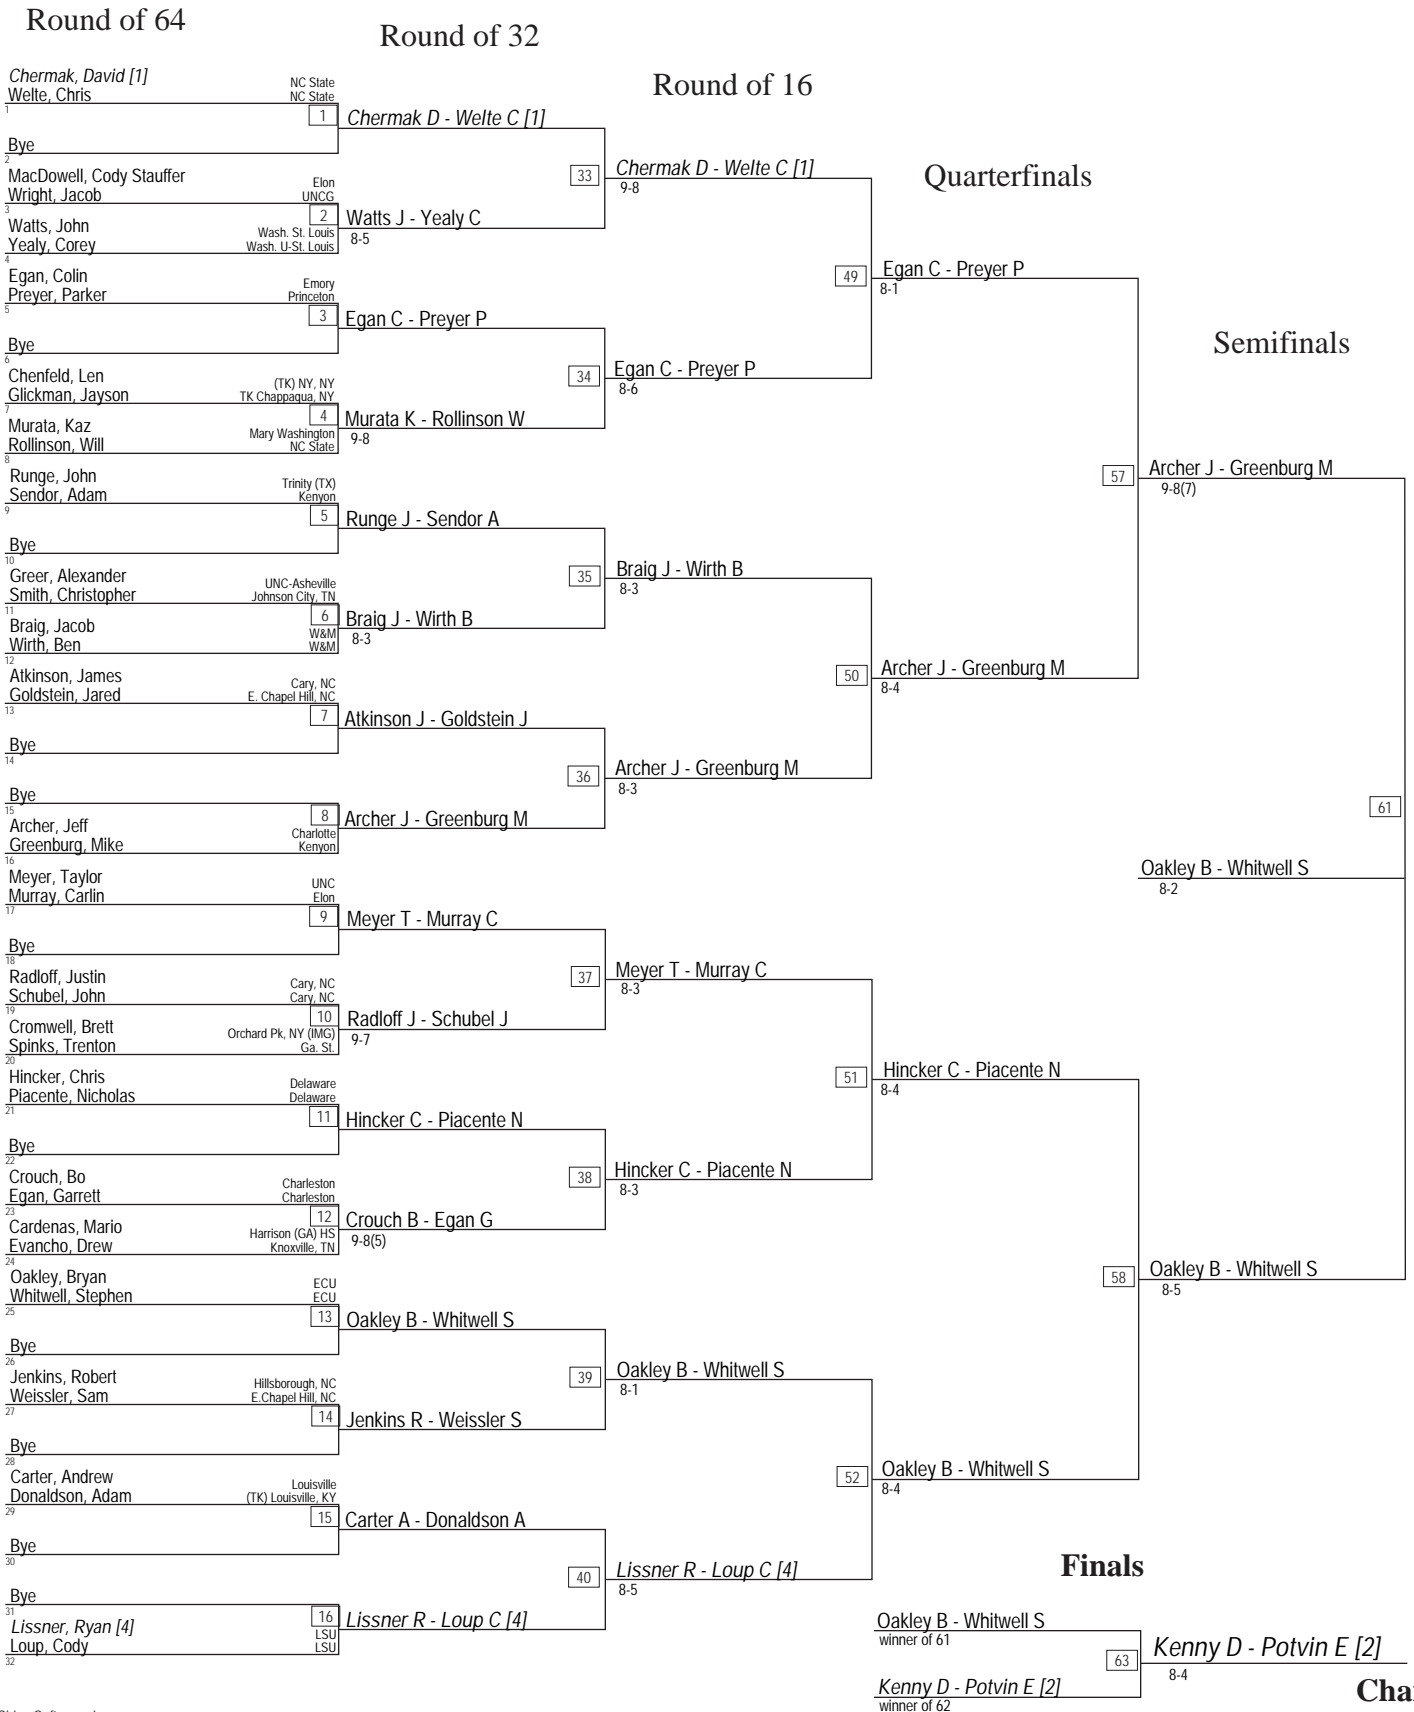 Round of 64
Round of 32
Round of 16
Quarterfinals
Semifinals
Chermak, David [1] NC State
Welte, Chris NC State
1
1
Chermak D - Welte C [1]
Bye
2
MacDowell, Cody Stauffer Elon
Wright, Jacob UNCG
3
2
Watts J - Yealy C
8-5
Watts, John Wash. St. Louis
Yealy, Corey Wash. U-St. Louis
4
33
Chermak D - Welte C [1]
9-8
Egan, Colin Emory
Preyer, Parker Princeton
5
3
Egan C - Preyer P
Bye
6
49
Egan C - Preyer P
8-1
Chenfeld, Len (TK) NY, NY
Glickman, Jayson TK Chappaqua, NY
7
34
Egan C - Preyer P
8-6
4
Murata K - Rollinson W
9-8
Murata, Kaz Mary Washington
Rollinson, Will NC State
8
Runge, John Trinity (TX)
Sendor, Adam Kenyon
9
57
Archer J - Greenburg M
9-8(7)
5
Runge J - Sendor A
Bye
10
Greer, Alexander UNC-Asheville
Smith, Christopher Johnson City, TN
11
35
Braig J - Wirth B
8-3
6
Braig J - Wirth B
8-3
Braig, Jacob W&M
Wirth, Ben W&M
12
Atkinson, James Cary, NC
Goldstein, Jared E. Chapel Hill, NC
13
50
Archer J - Greenburg M
8-4
7
Atkinson J - Goldstein J
Bye
14
36
Archer J - Greenburg M
8-3
Bye
15
8
Archer J - Greenburg M
Archer, Jeff Charlotte
Greenburg, Mike Kenyon
16
61
Oakley B - Whitwell S
8-2
Meyer, Taylor UNC
Murray, Carlin Elon
17
9
Meyer T - Murray C
Bye
18
Radloff, Justin Cary, NC
Schubel, John Cary, NC
19
37
Meyer T - Murray C
8-3
10
Radloff J - Schubel J
9-7
Cromwell, Brett Orchard Pk, NY (IMG)
Spinks, Trenton Ga. St.
20
Hincker, Chris Delaware
Piacente, Nicholas Delaware
21
51
Hincker C - Piacente N
8-4
11
Hincker C - Piacente N
Bye
22
Crouch, Bo Charleston
Egan, Garrett Charleston
23
38
Hincker C - Piacente N
8-3
12
Crouch B - Egan G
9-8(5)
Cardenas, Mario Harrison (GA) HS
Evancho, Drew Knoxville, TN
24
Oakley, Bryan ECU
Whitwell, Stephen ECU
25
58
Oakley B - Whitwell S
8-5
13
Oakley B - Whitwell S
Bye
26
Jenkins, Robert Hillsborough, NC
Weissler, Sam E.Chapel Hill, NC
27
39
Oakley B - Whitwell S
8-1
14
Jenkins R - Weissler S
Bye
28
Carter, Andrew Louisville
Donaldson, Adam (TK) Louisville, KY
29
52
Oakley B - Whitwell S
8-4
15
Carter A - Donaldson A
Bye
30
40
Lissner R - Loup C [4]
8-5
Bye
31
16
Lissner R - Loup C [4]
Lissner, Ryan [4] LSU
Loup, Cody LSU
32
Finals
Oakley B - Whitwell S
winner of 61
63
Kenny D - Potvin E [2]
8-4
Kenny D - Potvin E [2]
winner of 62